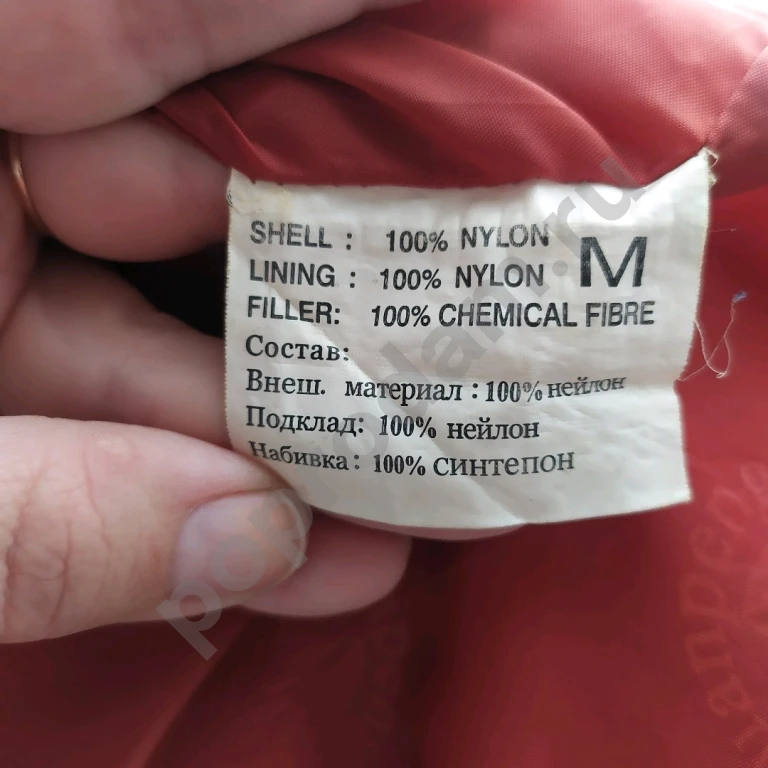 SHELL : 100% NYLON
LINING : 100% NYLON M
FILLER: 100% CHEMICAL FIBRE
Состав:
Внеш. материал : 100% нейлон
Подклад: 100% нейлон
Набивка: 100% синтепон